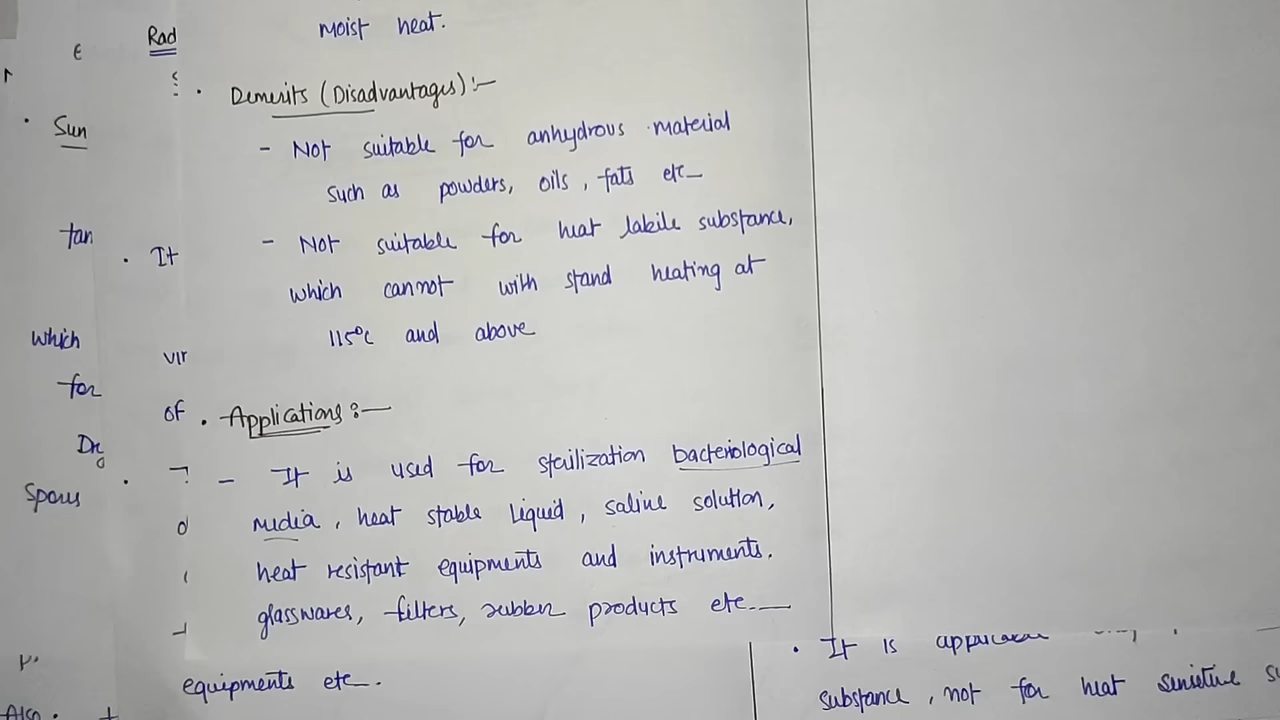 moist heat.
Demerits (Disadvantages):-
- Not suitable for anhydrous material
such as powders, oils, fats etc
- Not suitable for heat labile substance,
which cannot with stand heating at
115°c and above
Applications:-
- It is used for sterilization bacteriological
media, heat stable liquid, saline solution,
heat resistant equipments and instruments.
glasswares, filters, rubber products etc.
equipments etc.
Rad
Sun
tan
It
which
vir
for
of
Spores
Also
It is
substance, not for heat